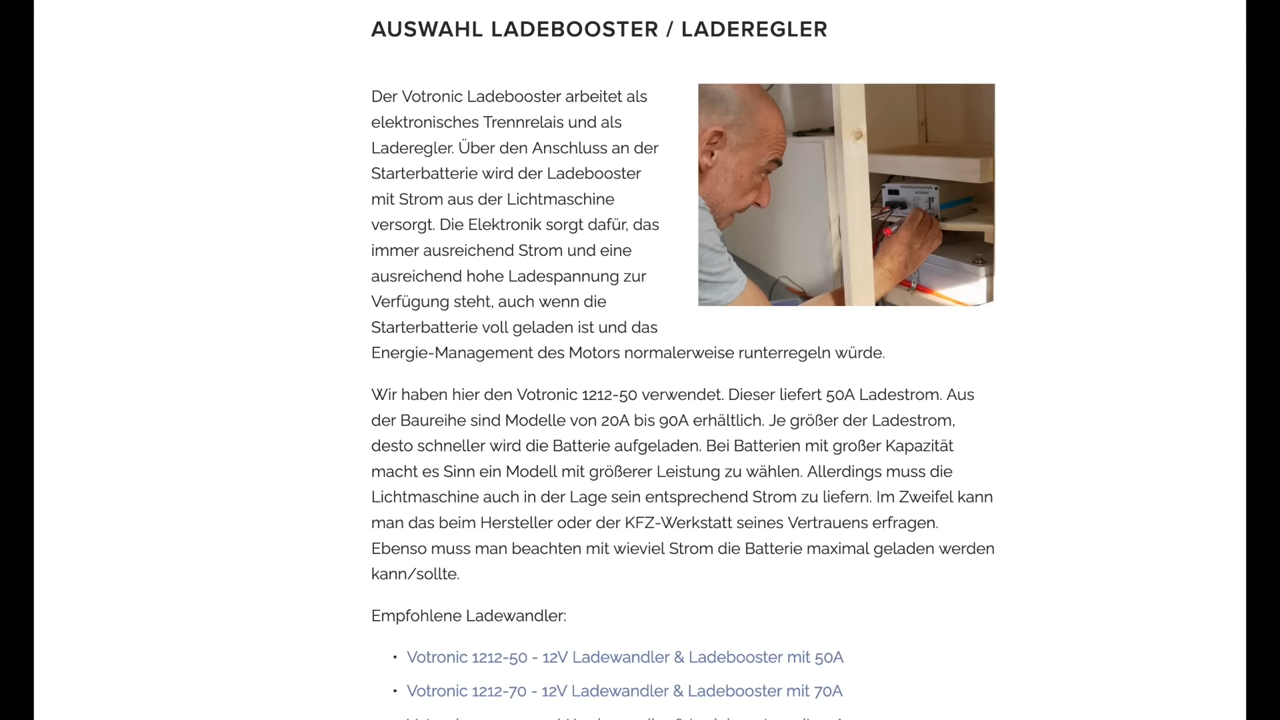 AUSWAHL LADEBOOSTER / LADEREGLER
Der Votronic Ladebooster arbeitet als
elektronisches Trennrelais und als
Laderegler. Über den Anschluss an der
Starterbatterie wird der Ladebooster
mit Strom aus der Lichtmaschine
versorgt. Die Elektronik sorgt dafür, das
immer ausreichend Strom und eine
ausreichend hohe Ladespannung zur
Verfügung steht, auch wenn die
Starterbatterie voll geladen ist und das
Energie-Management des Motors normalerweise runterregeln würde.
Wir haben hier den Votronic 1212-50 verwendet. Dieser liefert 50A Ladestrom. Aus
der Baureihe sind Modelle von 20A bis 90A erhältlich. Je größer der Ladestrom,
desto schneller wird die Batterie aufgeladen. Bei Batterien mit großer Kapazität
macht es Sinn ein Modell mit größerer Leistung zu wählen. Allerdings muss die
Lichtmaschine auch in der Lage sein entsprechend Strom zu liefern. Im Zweifel kann
man das beim Hersteller oder der KFZ-Werkstatt seines Vertrauens erfragen.
Ebenso muss man beachten mit wieviel Strom die Batterie maximal geladen werden
kann/sollte.
Empfohlene Ladewandler:
• Votronic 1212-50 - 12V Ladewandler & Ladebooster mit 50A
• Votronic 1212-70 - 12V Ladewandler & Ladebooster mit 70A